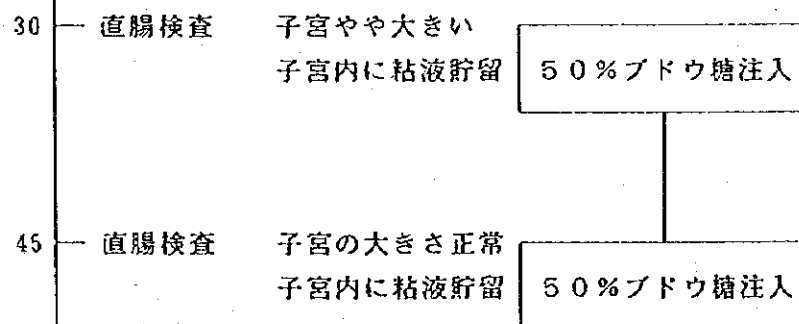 30 直腸検査 子宮やや大きい
子宮内に粘液貯留 50%ブドウ糖注入
45 直腸検査 子宮の大きさ正常
子宮内に粘液貯留 50%ブドウ糖注入